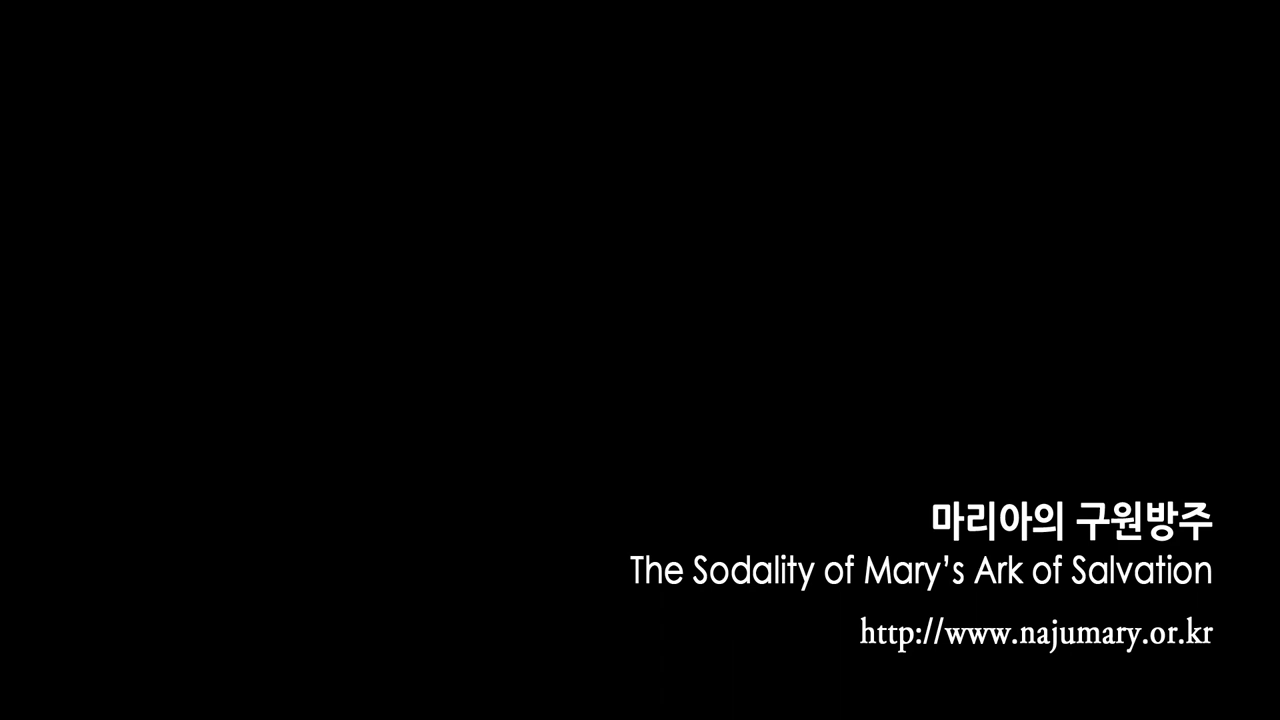 마리아의 구원방주
The Sodality of Mary’s Ark of Salvation
http://www.najumary.or.kr